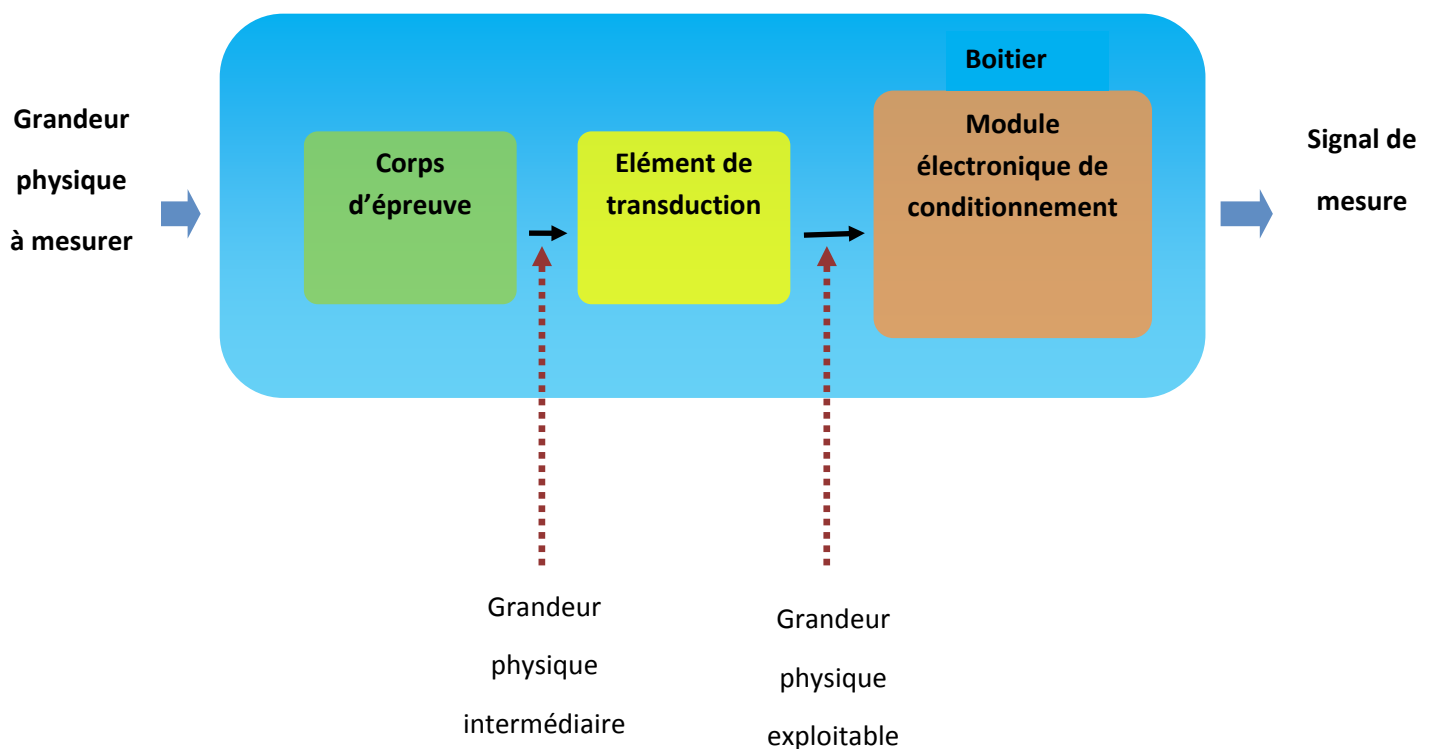 Boitier
Grandeur
physique
à mesurer
Corps
d'épreuve
Elément de
transduction
Module
électronique de
conditionnement
Signal de
mesure
Grandeur
physique
intermédiaire
Grandeur
physique
exploitable